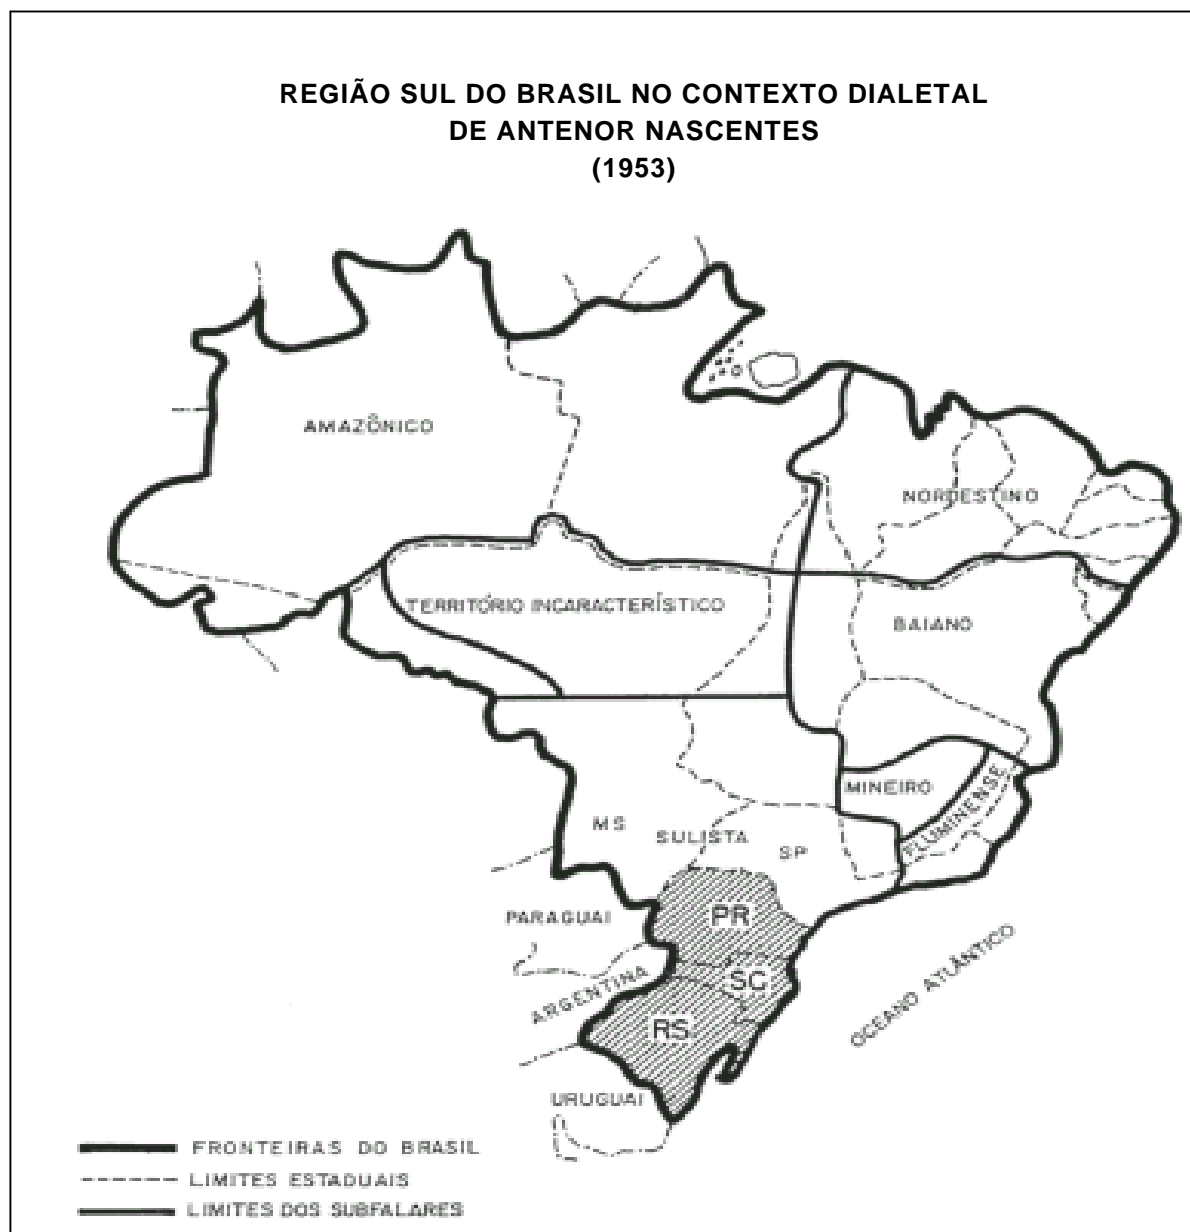 REGIÃO SUL DO BRASIL NO CONTEXTO DIALETAL
DE ANTENOR NASCENTES
(1953)
AMAZÔNICO
NORDESTINO
TERRITÓRIO INCARACTERÍSTICO
BAIANO
MINEIRO
FLUMINENSE
MS
SULISTA
SP
PARAGUAI
PR
ARGENTINA
SC
OCEANO ATLÂNTICO
RS
URUGUAI
FRONTEIRAS DO BRASIL
LIMITES ESTADUAIS
LIMITES DOS SUBFALARES